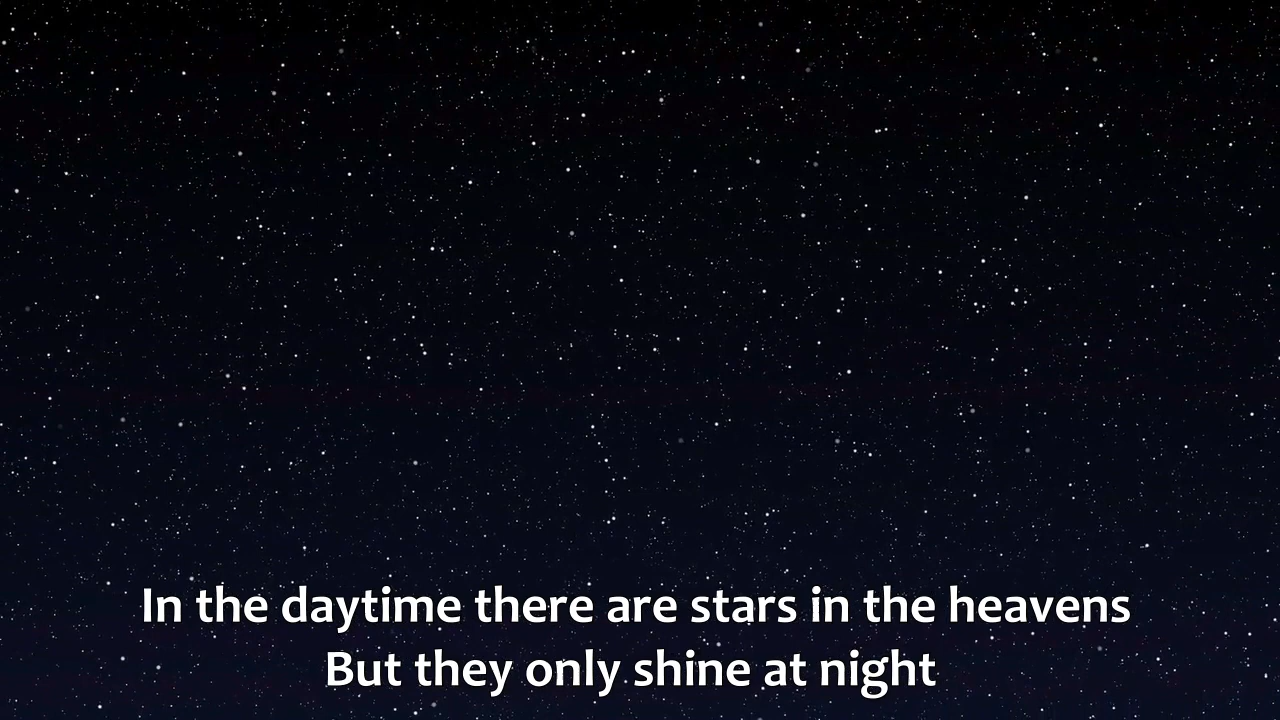 In the daytime there are stars in the heavens
But they only shine at night